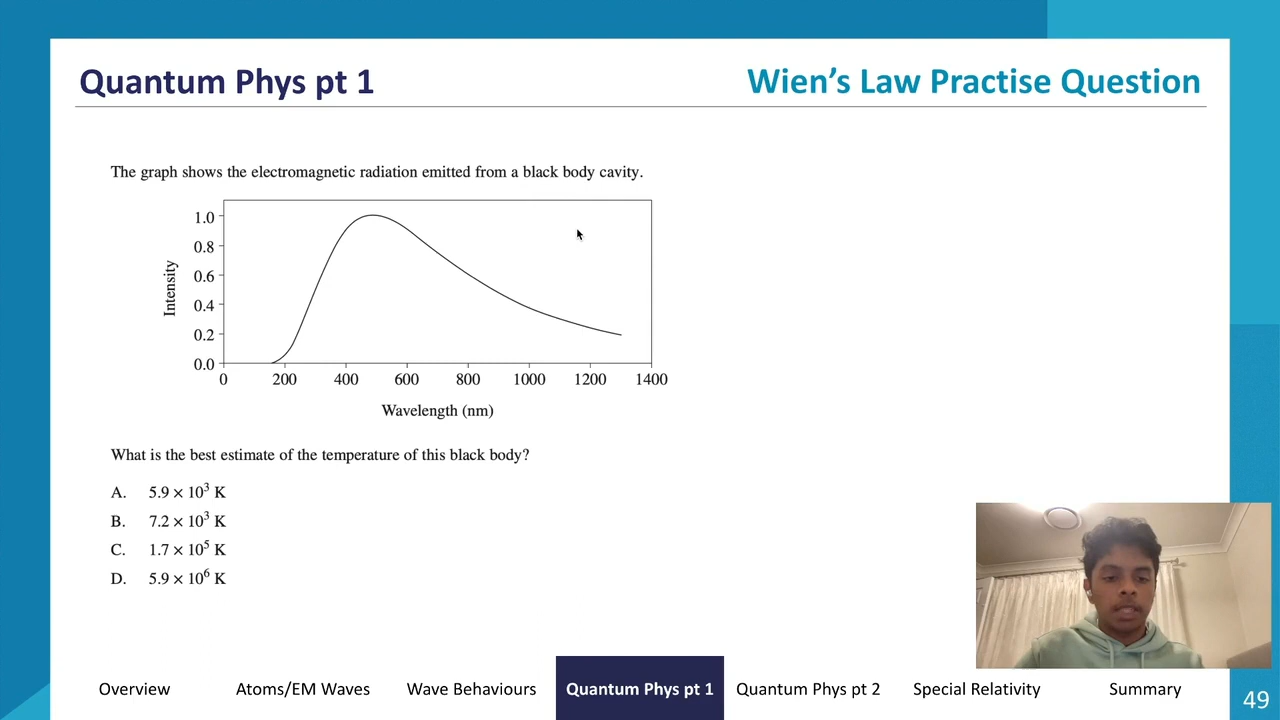 Quantum Phys pt 1
Wien’s Law Practise Question
The graph shows the electromagnetic radiation emitted from a black body cavity.
Intensity
1.0
0.8
0.6
0.4
0.2
0.0
0 200 400 600 800 1000 1200 1400
Wavelength (nm)
What is the best estimate of the temperature of this black body?
A. 5.9 × 10³ K
B. 7.2 × 10³ K
C. 1.7 × 10⁵ K
D. 5.9 × 10⁶ K
Overview Atoms/EM Waves Wave Behaviours Quantum Phys pt 1 Quantum Phys pt 2 Special Relativity Summary
49